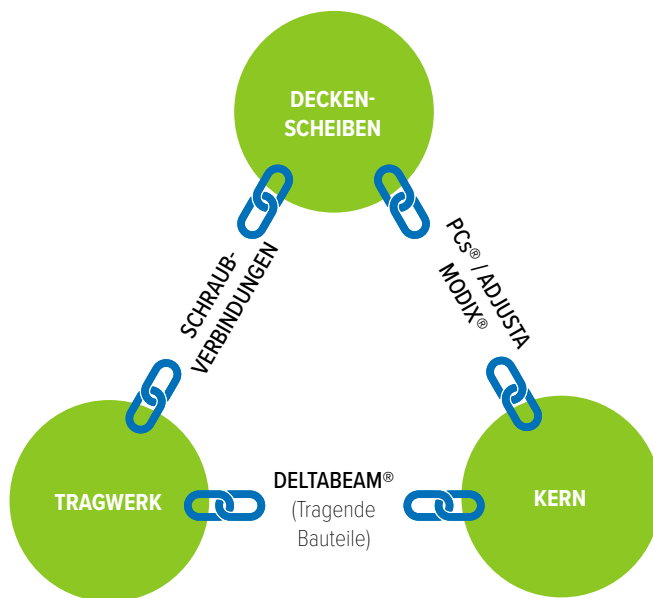 DECKEN-
SCHEIBEN
SCHRAUB-
VERBINDUNGEN
PCs® / ADJUSTA
MODIX®
TRAGWERK
DELTABEAM®
(Tragende
Bauteile)
KERN